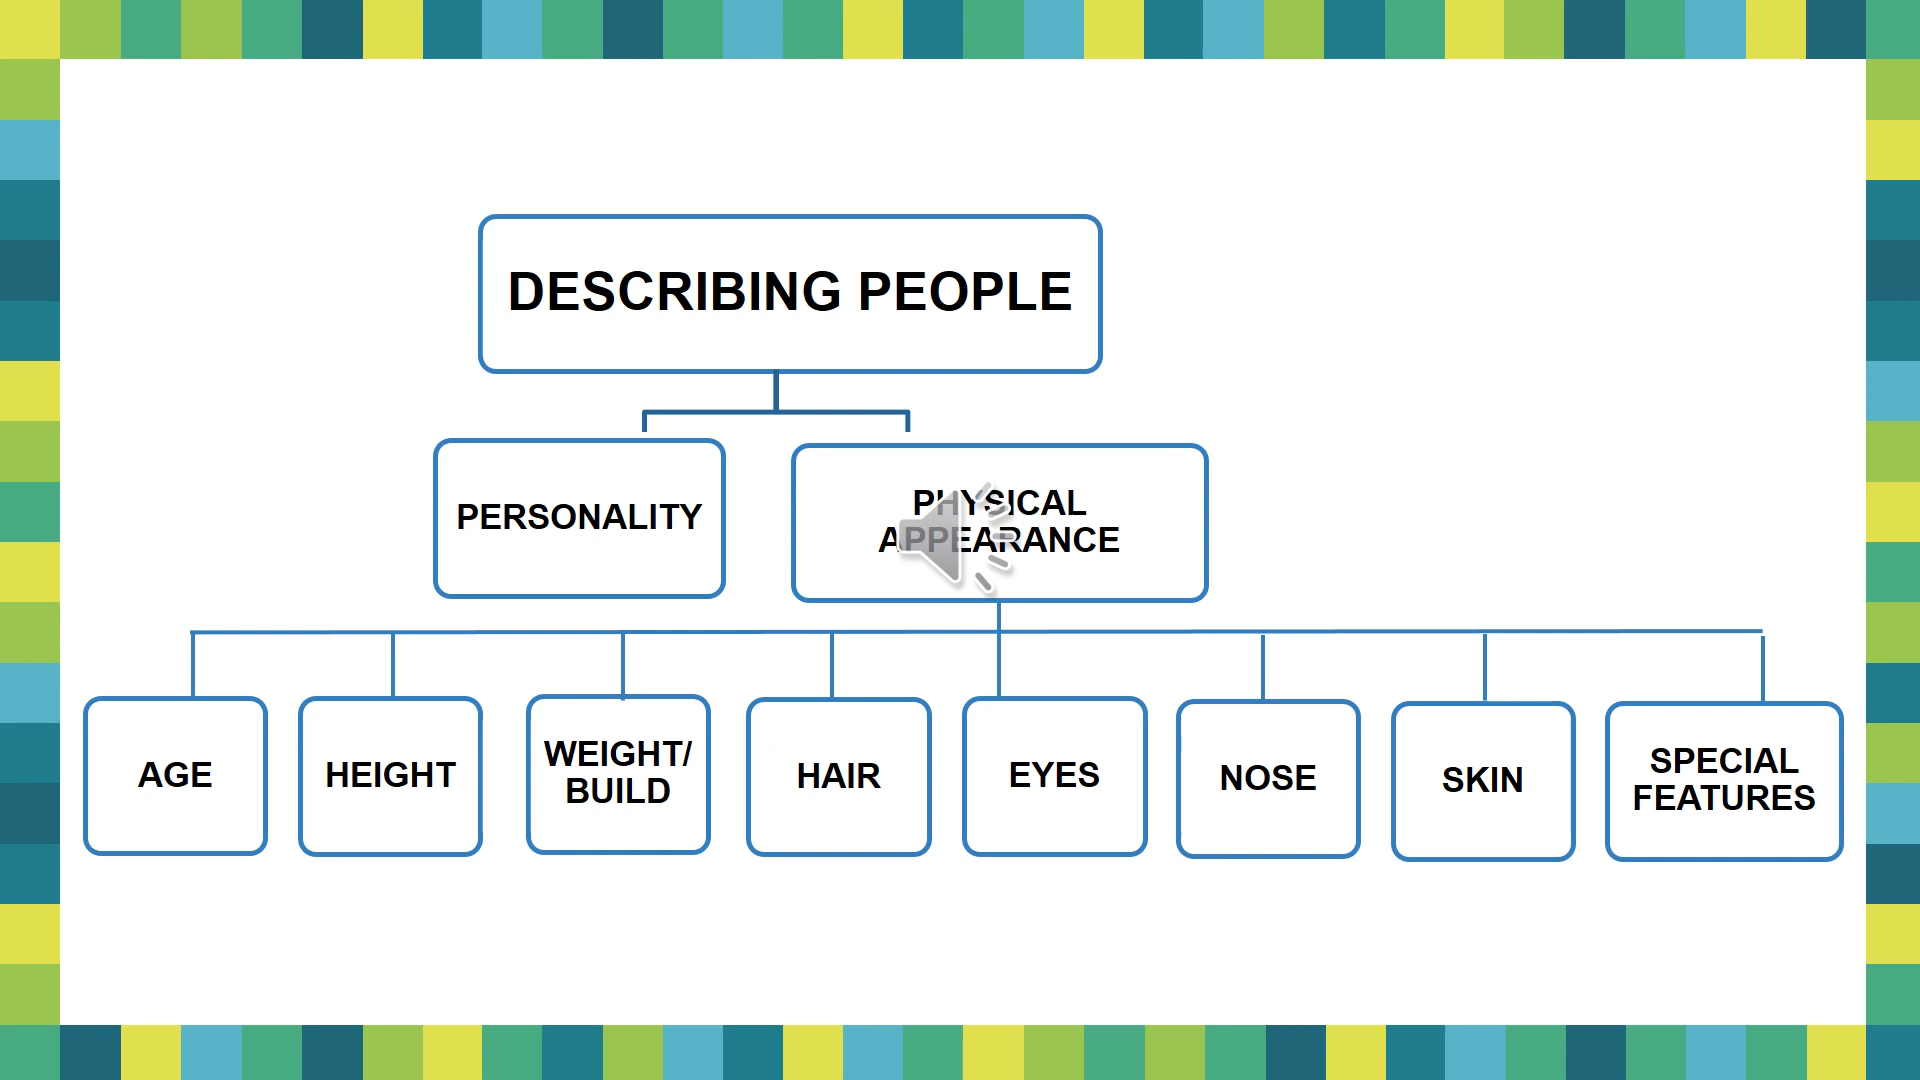 DESCRIBING PEOPLE
PERSONALITY
PHYSICAL
APPEARANCE
AGE
HEIGHT
WEIGHT/
BUILD
HAIR
EYES
NOSE
SKIN
SPECIAL
FEATURES